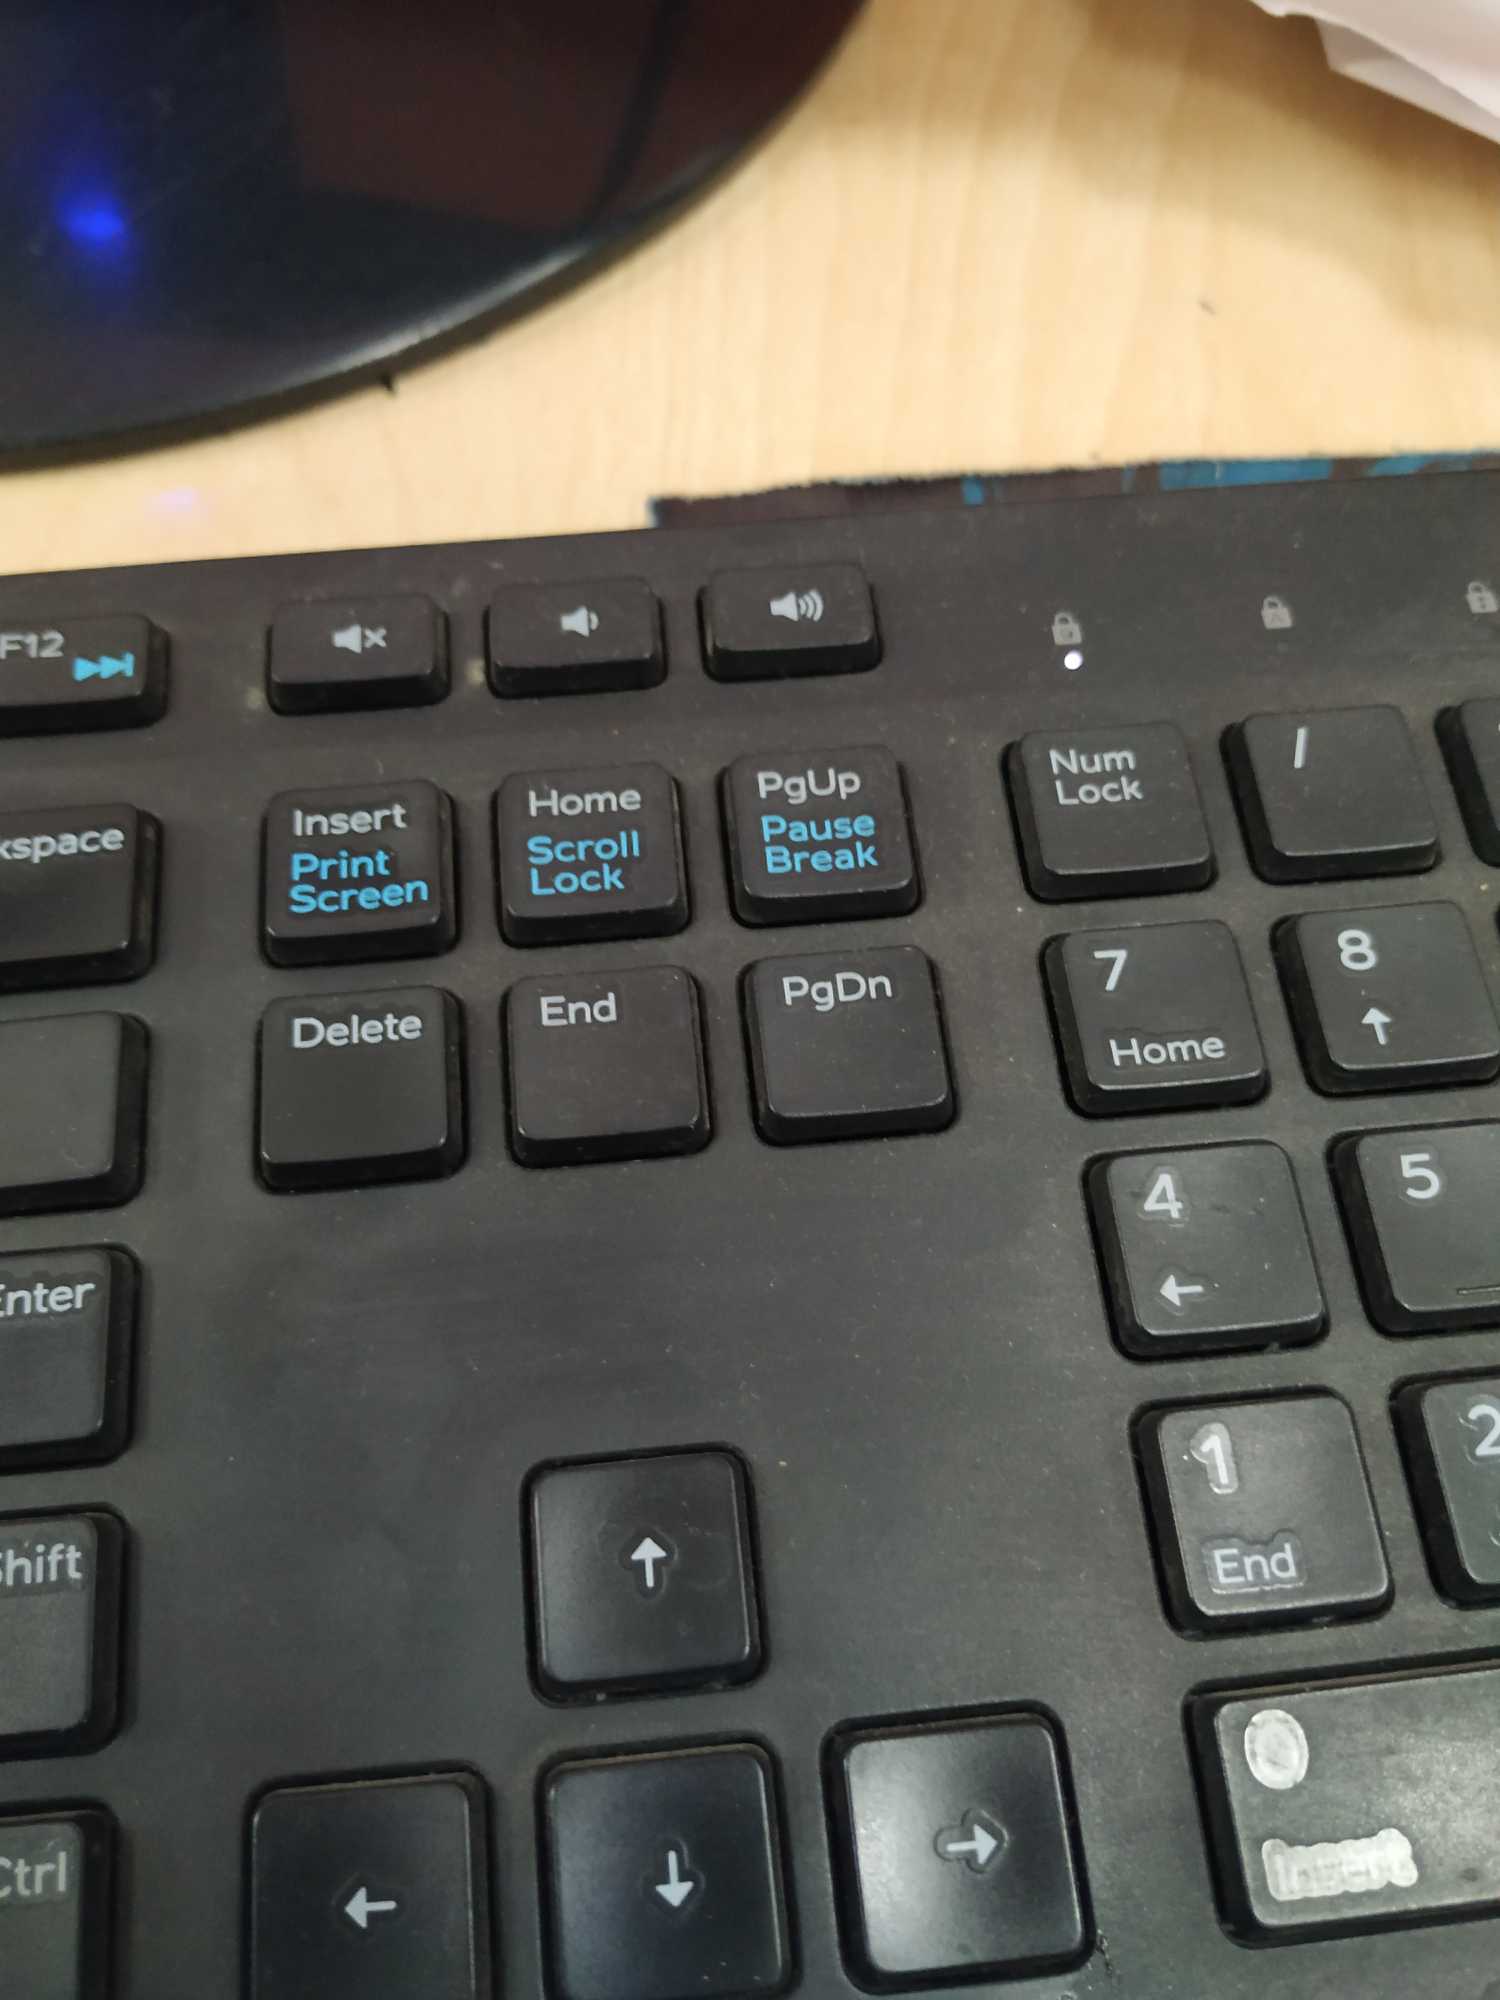 F12
Insert
Print
Screen
Home
Scroll
Lock
PgUp
Pause
Break
Num
Lock
/
kspace
Delete
End
PgDn
7
Home
8
↑
Enter
4
←
5
Shift
↑
1
End
2
Ctrl
←
↓
→
0
Insert